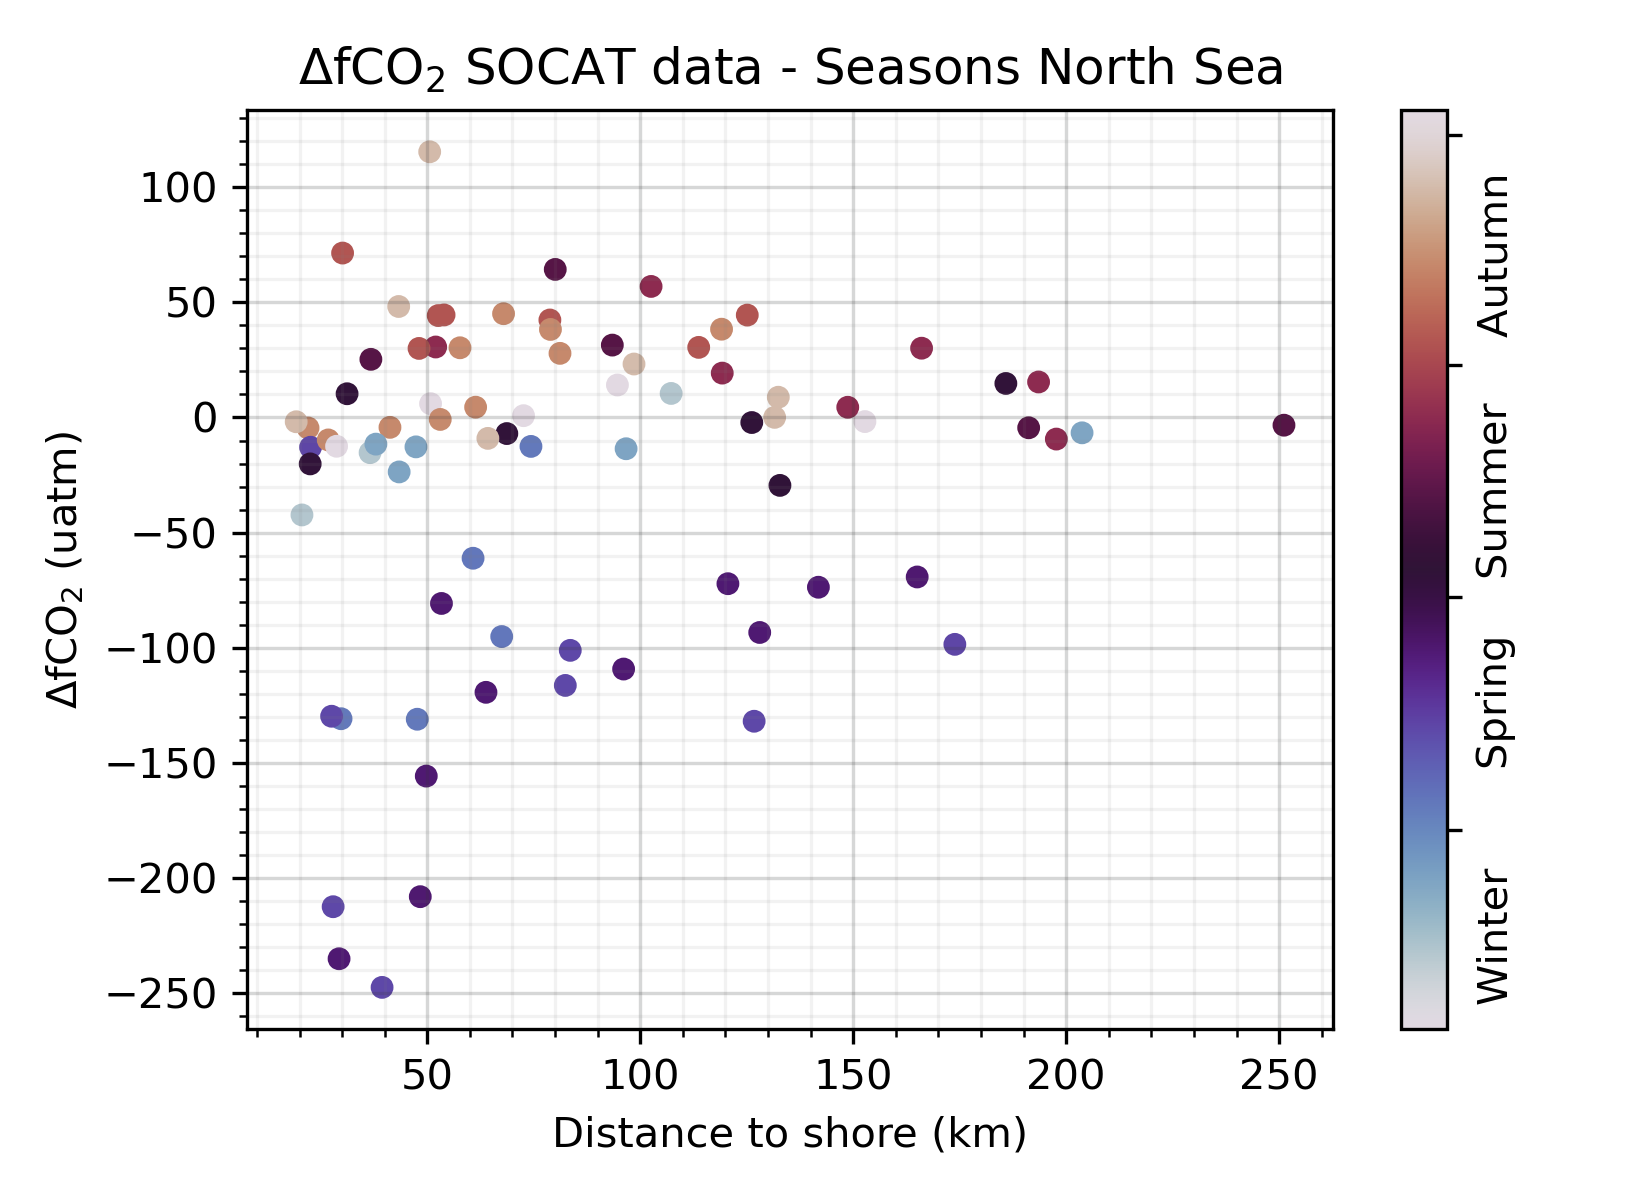 ΔfCO₂ SOCAT data - Seasons North Sea
100
50
0
−50
−100
−150
−200
−250
ΔfCO₂ (uatm)
50
100
150
200
250
Distance to shore (km)
Autumn
Summer
Spring
Winter